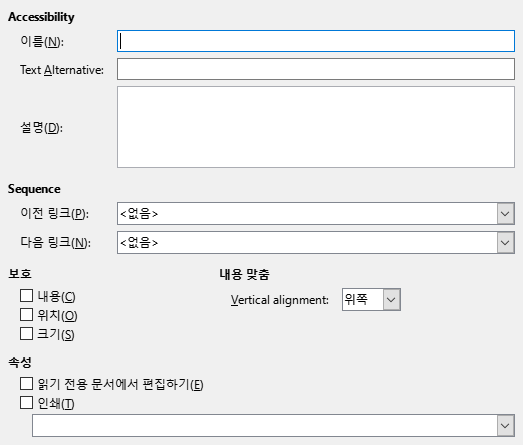 Accessibility
이름(N):
Text Alternative:
설명(D):
Sequence
이전 링크(P): <없음>
다음 링크(N): <없음>
보호 내용 맞춤
내용(C) Vertical alignment: 위쪽
위치(O)
크기(S)
속성
읽기 전용 문서에서 편집하기(E)
인쇄(T)